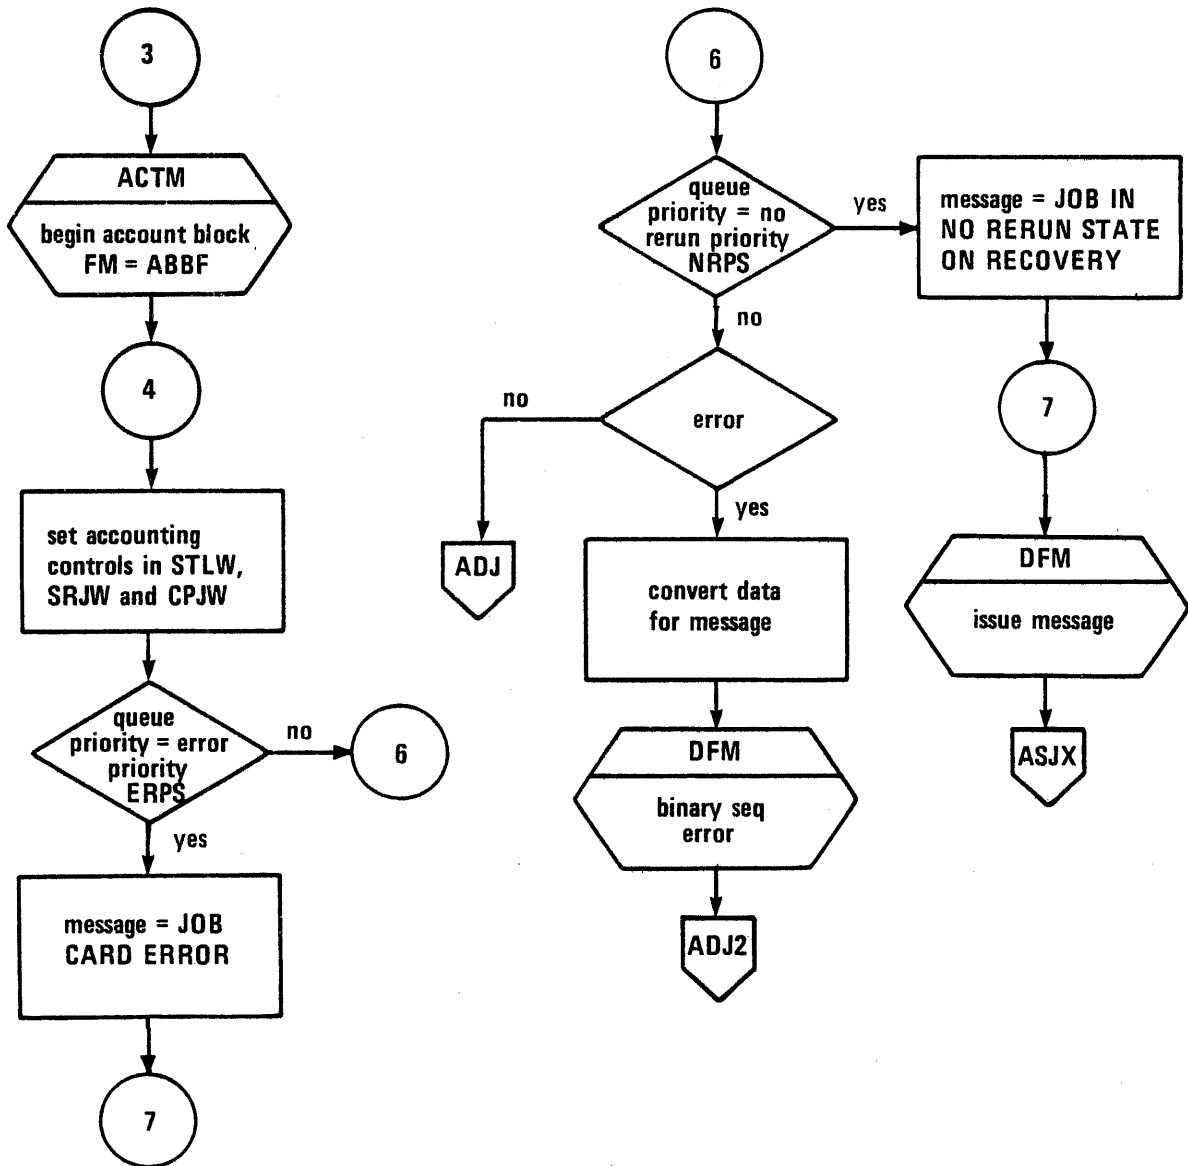 3
ACTM
begin account block
FM = ABBF
4
set accounting
controls in STLW,
SRJW and CPJW
queue
priority = error
priority
ERPS
no
6
yes
message = JOB
CARD ERROR
7
6
queue
priority = no
rerun priority
NRPS
yes
message = JOB IN
NO RERUN STATE
ON RECOVERY
no
error
no
ADJ
yes
convert data
for message
DFM
binary seq
error
ADJ2
7
DFM
issue message
ASJX